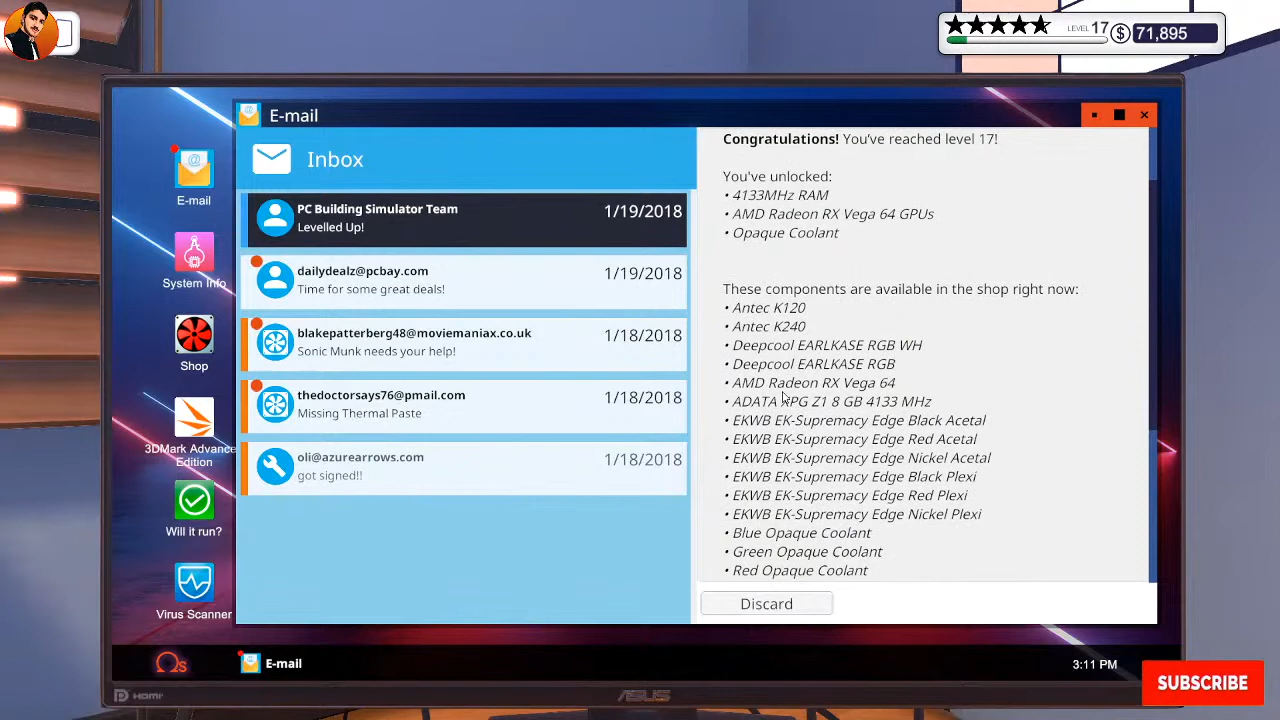 LEVEL 17 $ 71,895
E-mail
Inbox
PC Building Simulator Team 1/19/2018
Levelled Up!
dailydealz@pcbay.com 1/19/2018
Time for some great deals!
blakepatterberg48@moviemaniax.co.uk 1/18/2018
Sonic Munk needs your help!
thedoctorsays76@pmail.com 1/18/2018
Missing Thermal Paste
oli@azurearrows.com 1/18/2018
got signed!!
Congratulations! You've reached level 17!
You've unlocked:
• 4133MHz RAM
• AMD Radeon RX Vega 64 GPUs
• Opaque Coolant
These components are available in the shop right now:
• Antec K120
• Antec K240
• Deepcool EARLKASE RGB WH
• Deepcool EARLKASE RGB
• AMD Radeon RX Vega 64
• ADATA XPG Z1 8 GB 4133 MHz
• EKWB EK-Supremacy Edge Black Acetal
• EKWB EK-Supremacy Edge Red Acetal
• EKWB EK-Supremacy Edge Nickel Acetal
• EKWB EK-Supremacy Edge Black Plexi
• EKWB EK-Supremacy Edge Red Plexi
• EKWB EK-Supremacy Edge Nickel Plexi
• Blue Opaque Coolant
• Green Opaque Coolant
• Red Opaque Coolant
Discard
E-mail
System Info
Shop
3DMark Advance
Edition
Will it run?
Virus Scanner
Ωs
E-mail
3:11 PM
HDMI
ASUS
SUBSCRIBE